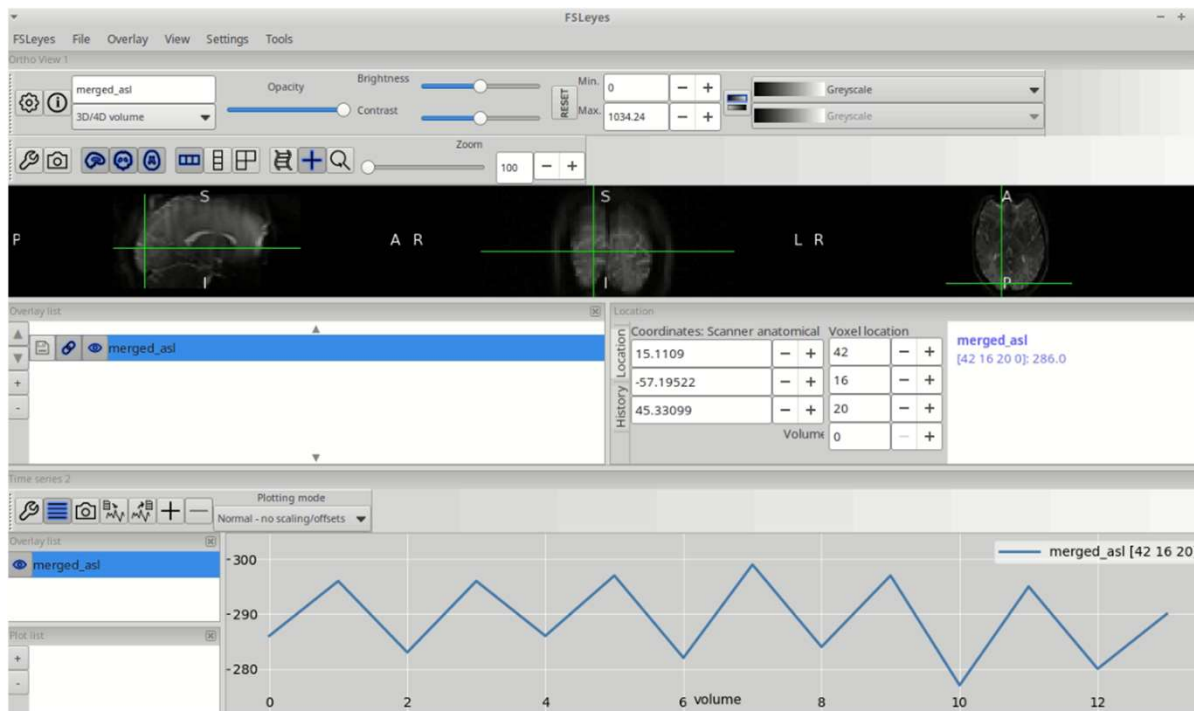 FSLeyes
FSLeyes File Overlay View Settings Tools
Ortho View 1
merged_asl
3D/4D volume
Opacity
Brightness
Contrast
RESET
Min. 0 − +
Max. 1034.24 − +
Greyscale
Greyscale
Zoom
100 − +
P S I A
R S I L
R A P
Overlay list
merged_asl
+
-
Location
Location
History
Coordinates: Scanner anatomical Voxel location
15.1109 − + 42 − +
-57.19522 − + 16 − +
45.33099 − + 20 − +
Volume 0 − +
merged_asl
[42 16 20 0]: 286.0
Time series 2
Plotting mode
Normal - no scaling/offsets
Overlay list
merged_asl
Plot list
+
-
merged_asl [42 16 20
300
290
280
0 2 4 6 8 10 12
volume